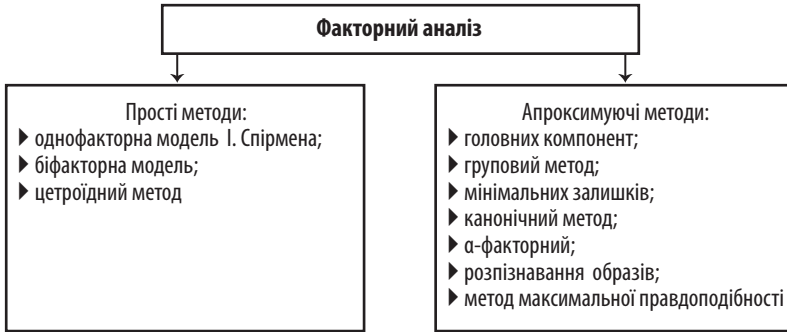 Факторний аналіз
Прості методи:
однофакторна модель І. Спірмена;
біфакторна модель;
цетроїдний метод
Апроксимуючі методи:
головних компонент;
груповий метод;
мінімальних залишків;
канонічний метод;
α-факторний;
розпізнавання образів;
метод максимальної правдоподібності